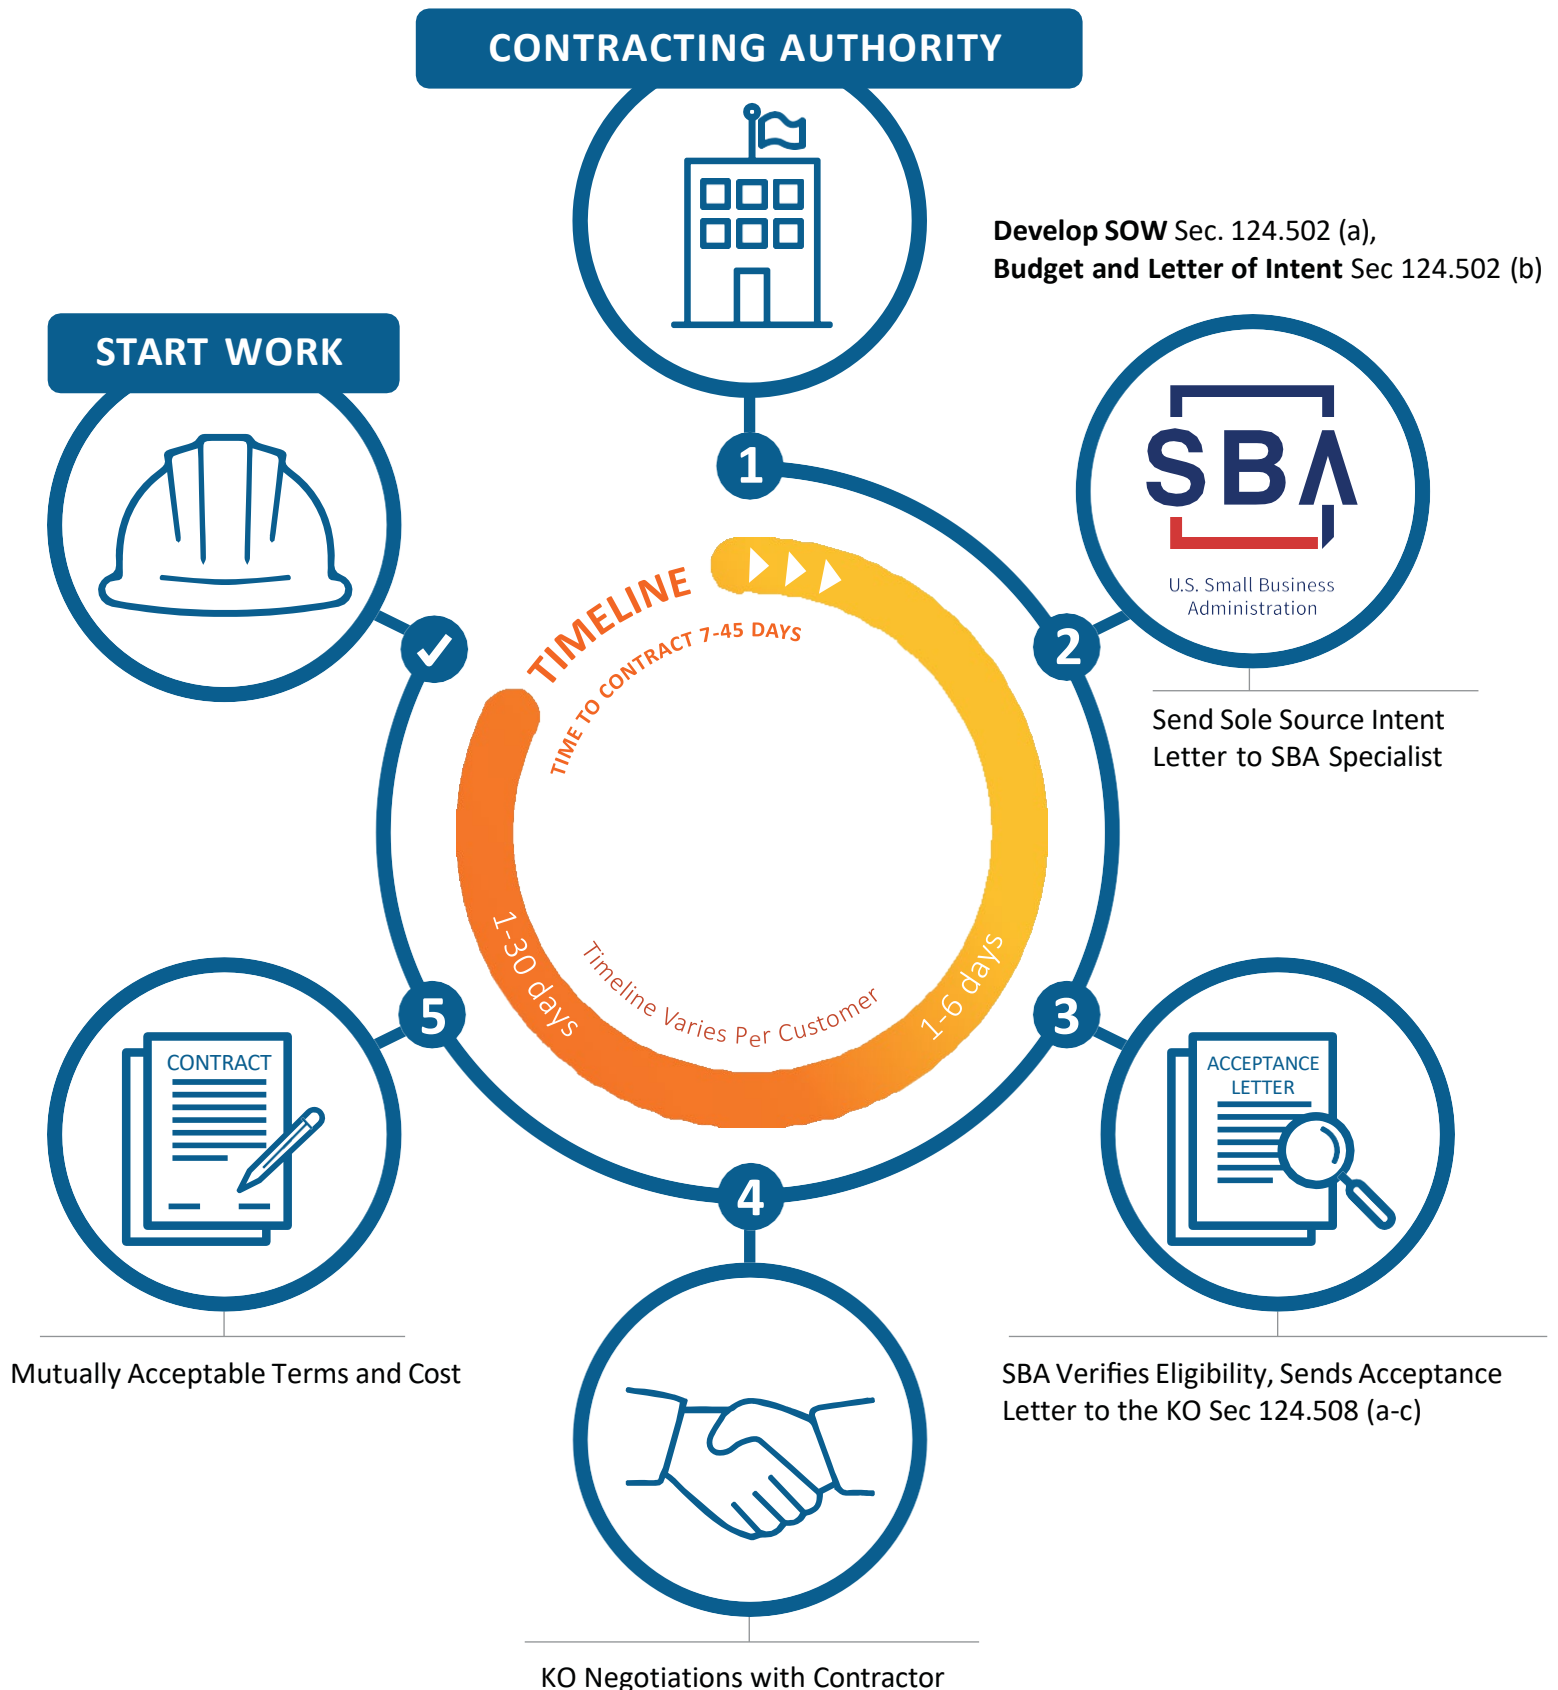 CONTRACTING AUTHORITY
Develop SOW Sec. 124.502 (a),
Budget and Letter of Intent Sec 124.502 (b)
START WORK
1
SBA
U.S. Small Business
Administration
2
Send Sole Source Intent
Letter to SBA Specialist
TIMELINE
TIME TO CONTRACT 7-45 DAYS
1-6 days
1-30 days
Timeline Varies Per Customer
3
ACCEPTANCE
LETTER
SBA Verifies Eligibility, Sends Acceptance
Letter to the KO Sec 124.508 (a-c)
4
KO Negotiations with Contractor
5
CONTRACT
Mutually Acceptable Terms and Cost